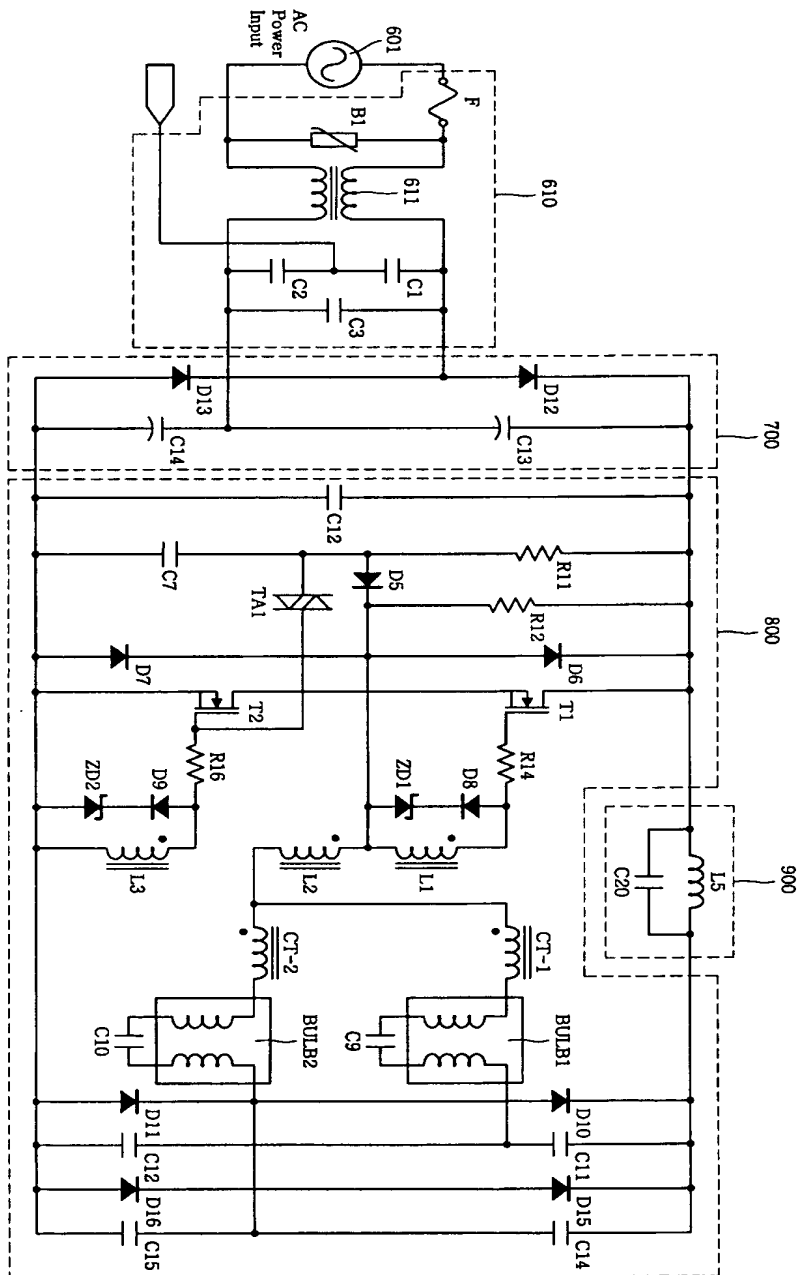 AC
Power
Input
601
F
B1
611
610
C1
C2
C3
D12
D13
C13
C14
700
C12
R11
C7
TA1
D5
R12
D6
D7
800
T1
T2
R14
R16
D8
ZD1
D9
ZD2
L1
L2
L3
L5
C20
900
CT-1
CT-2
BULB1
C9
BULB2
C10
D10
D11
C11
C12
D15
D16
C14
C15